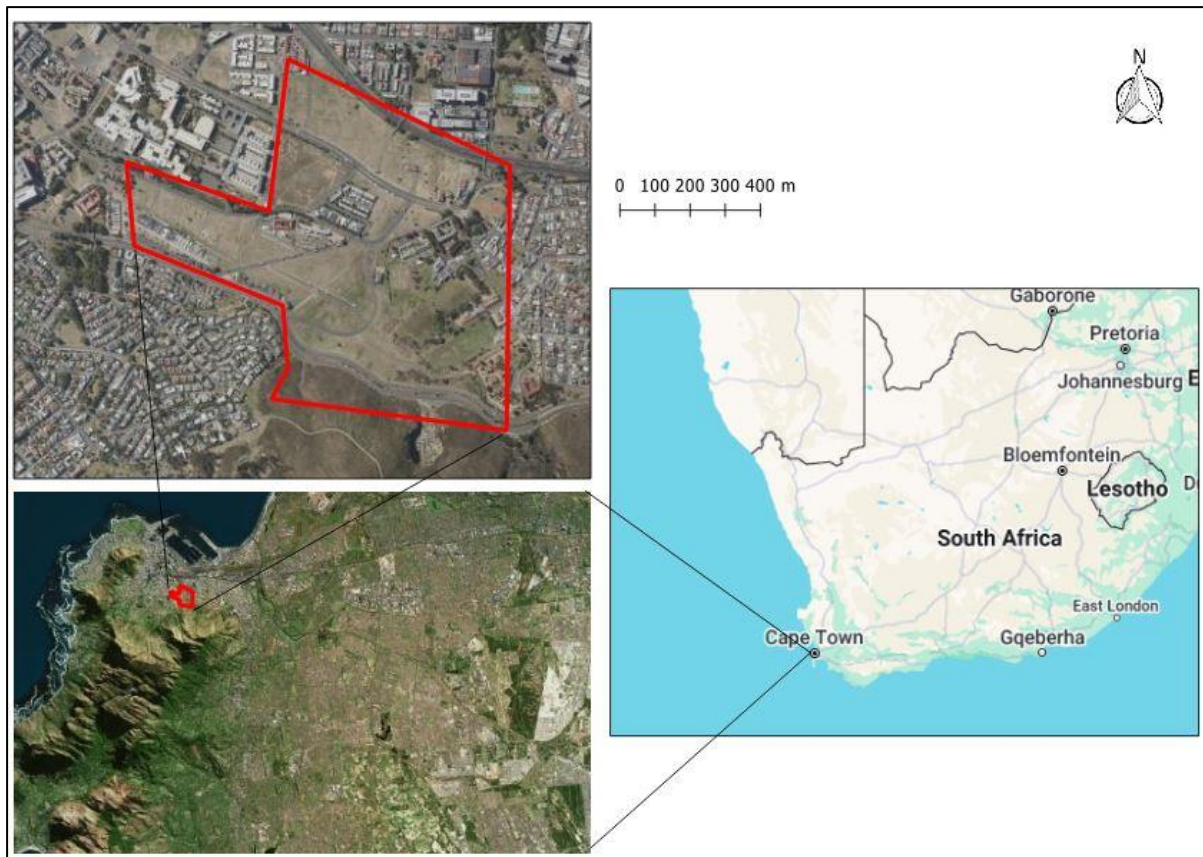 N
0 100 200 300 400 m
Gaborone
Pretoria
Johannesburg
E
Bloemfontein
Lesotho
D
South Africa
East London
Cape Town
Gqeberha